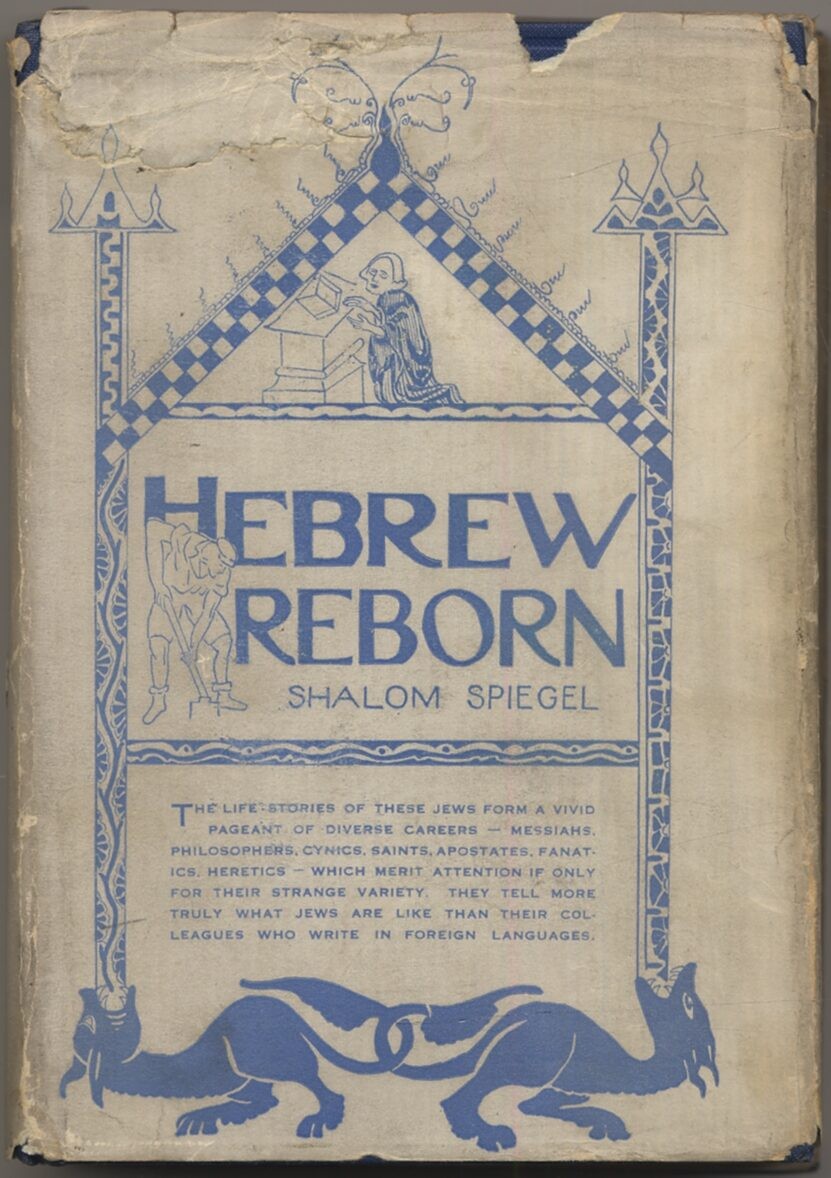 HEBREW
REBORN
SHALOM SPIEGEL
THE LIFE-STORIES OF THESE JEWS FORM A VIVID
PAGEANT OF DIVERSE CAREERS — MESSIAHS,
PHILOSOPHERS, CYNICS, SAINTS, APOSTATES, FANAT-
ICS, HERETICS — WHICH MERIT ATTENTION IF ONLY
FOR THEIR STRANGE VARIETY. THEY TELL MORE
TRULY WHAT JEWS ARE LIKE THAN THEIR COL-
LEAGUES WHO WRITE IN FOREIGN LANGUAGES.